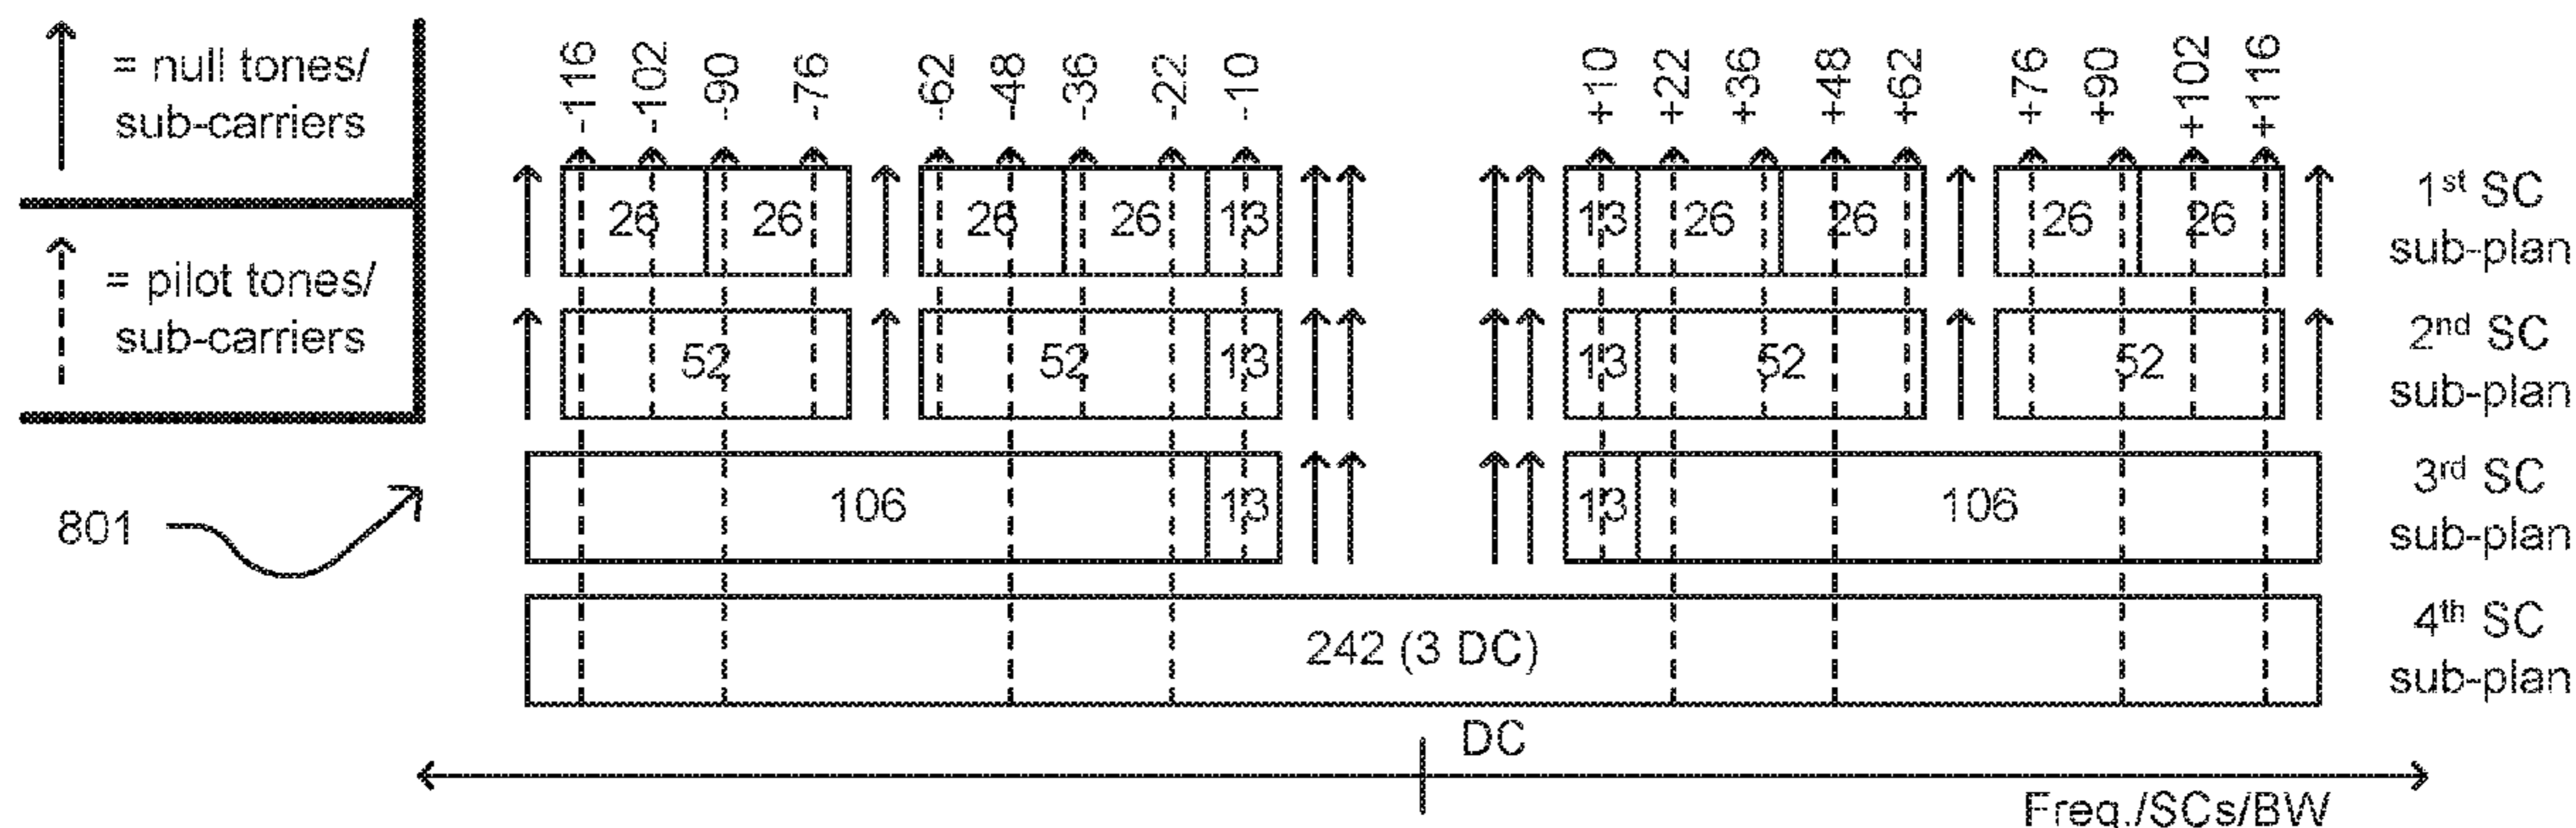 = null tones/
sub-carriers
= pilot tones/
sub-carriers
801
-116
-102
-90
-76
-62
-48
-36
-22
-10
+10
+22
+36
+48
+62
+76
+90
+102
+116
26 26 26 26 13 13 26 26 26 26
1st SC
sub-plan
52 52 13 13 52 52
2nd SC
sub-plan
106 13 13 106
3rd SC
sub-plan
242 (3 DC)
4th SC
sub-plan
DC
Freq./SCs/BW